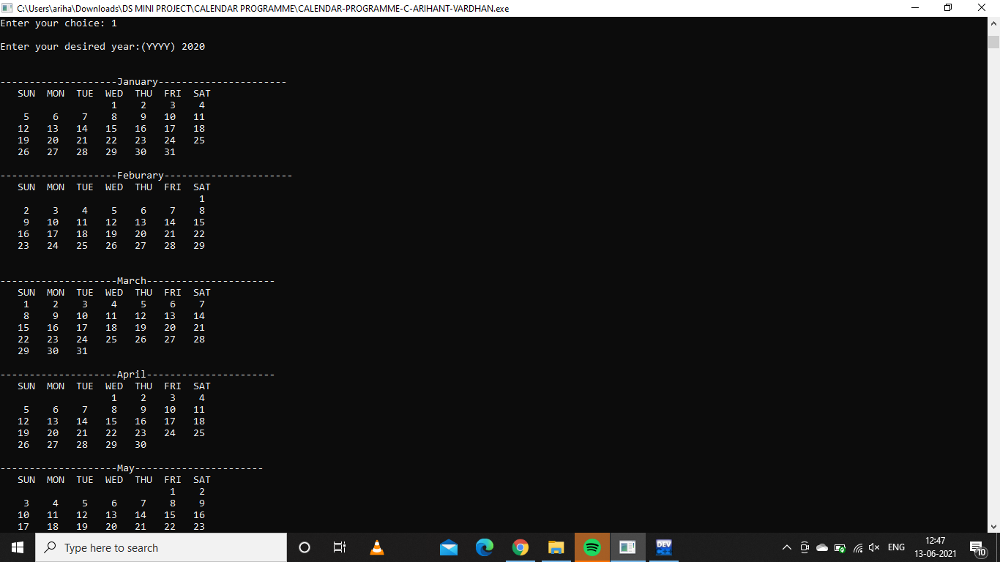 C:\Users\ariha\Downloads\DS MINI PROJECT\CALENDAR PROGRAMME\CALENDAR-PROGRAMME-C-ARIHANT-VARDHAN.exe
Enter your choice: 1
Enter your desired year:(YYYY) 2020
--------------------January----------------------
SUN MON TUE WED THU FRI SAT
1 2 3 4
5 6 7 8 9 10 11
12 13 14 15 16 17 18
19 20 21 22 23 24 25
26 27 28 29 30 31
--------------------Feburary----------------------
SUN MON TUE WED THU FRI SAT
1
2 3 4 5 6 7 8
9 10 11 12 13 14 15
16 17 18 19 20 21 22
23 24 25 26 27 28 29
--------------------March----------------------
SUN MON TUE WED THU FRI SAT
1 2 3 4 5 6 7
8 9 10 11 12 13 14
15 16 17 18 19 20 21
22 23 24 25 26 27 28
29 30 31
--------------------April----------------------
SUN MON TUE WED THU FRI SAT
1 2 3 4
5 6 7 8 9 10 11
12 13 14 15 16 17 18
19 20 21 22 23 24 25
26 27 28 29 30
--------------------May----------------------
SUN MON TUE WED THU FRI SAT
1 2
3 4 5 6 7 8 9
10 11 12 13 14 15 16
17 18 19 20 21 22 23
Type here to search
DEV
C++
ENG
12:47
13-06-2021
10